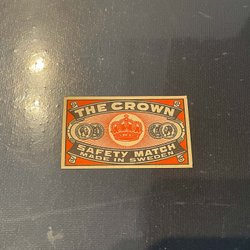 THE CROWN
SAFETY MATCH
MADE IN SWEDEN